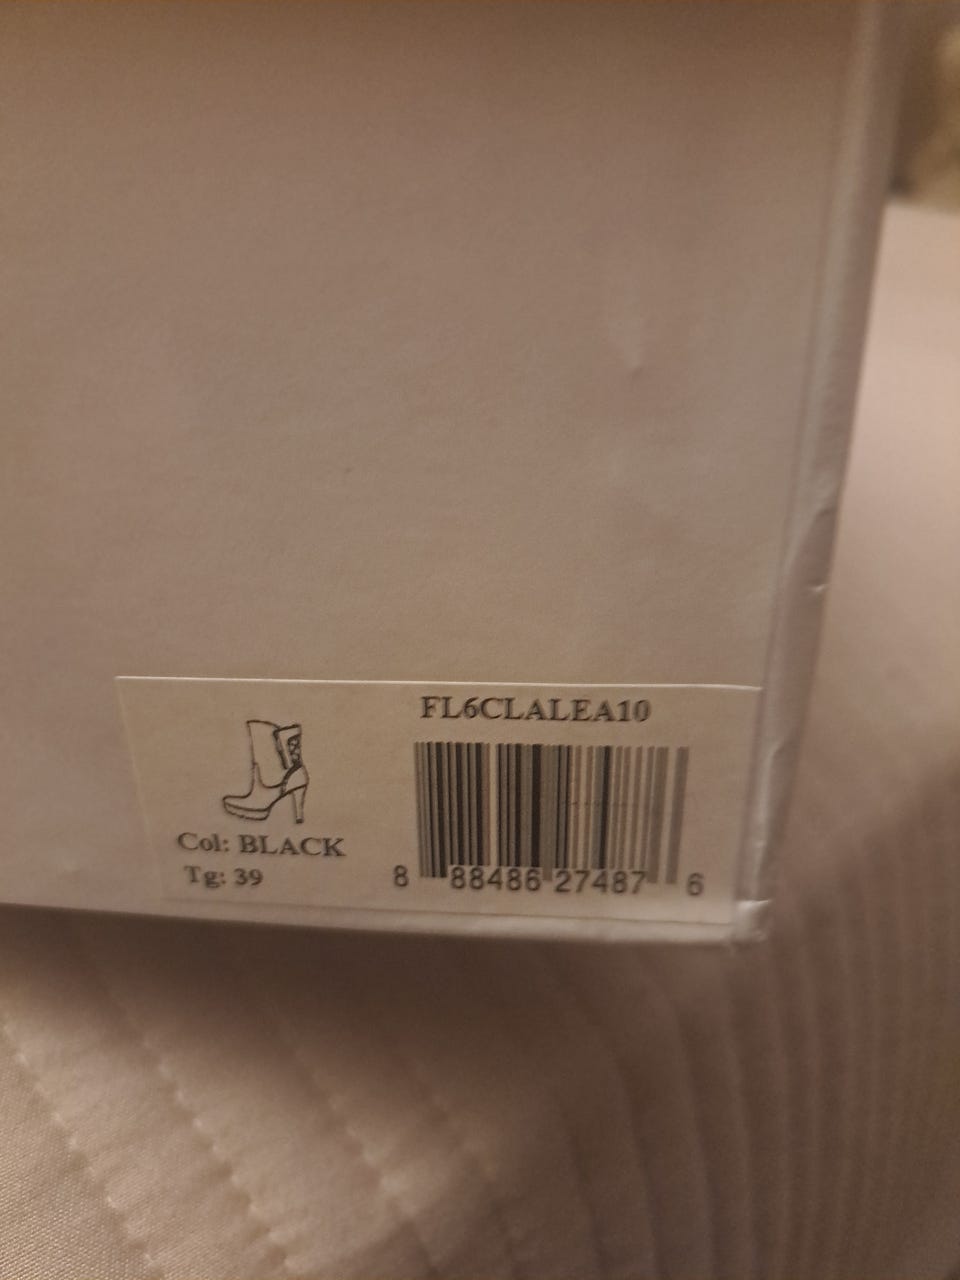 FL6CLALEA10
Col: BLACK
Tg: 39
8 88486 27487 6